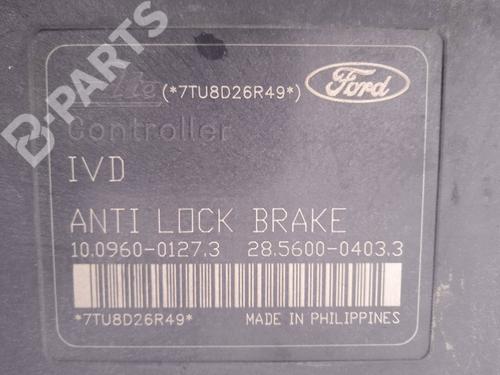 B-PARTS
Ate (*7TU8D26R49*) Ford
Controller
IVD
ANTI LOCK BRAKE
10.0960-0127.3 28.5600-0403.3
*7TU8D26R49* MADE IN PHILIPPINES